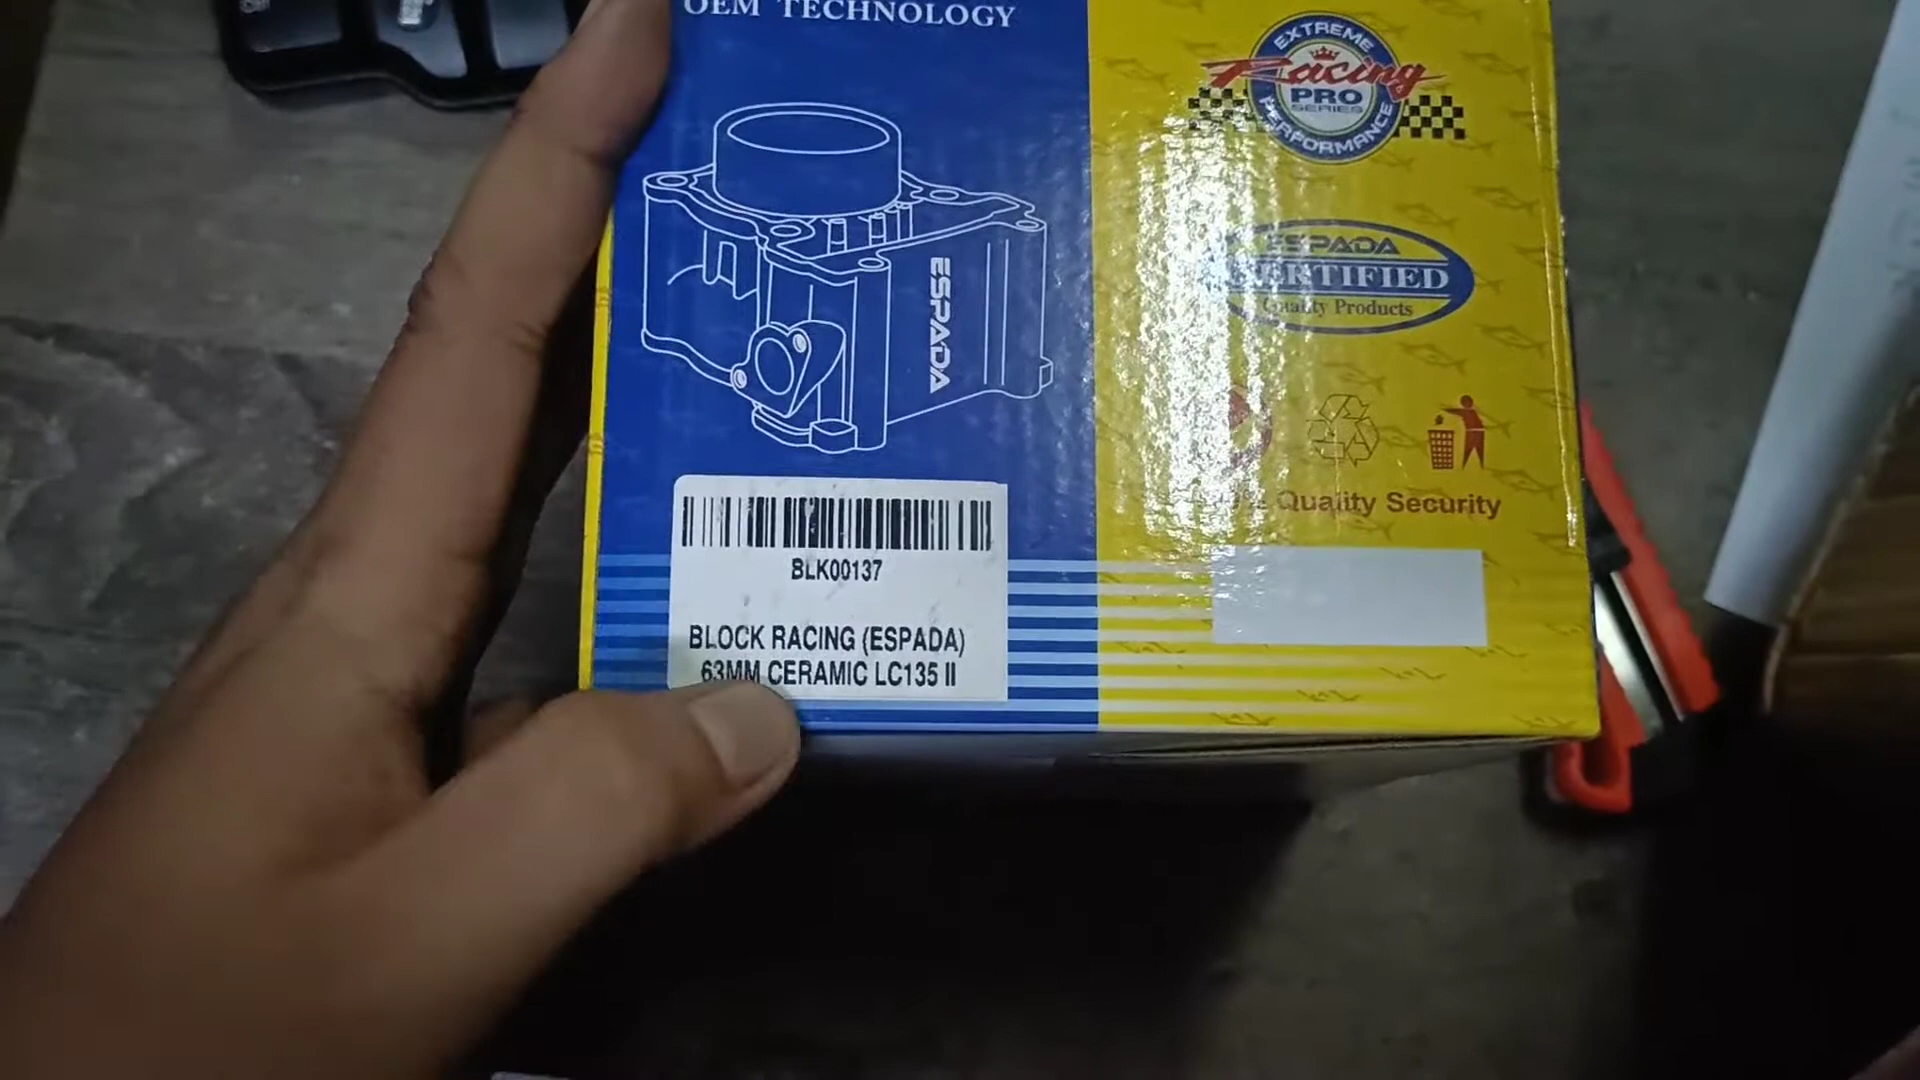 OEM TECHNOLOGY
EXTREME
Racing
PRO
SERIES
PERFORMANCE
ESPADA
ESPADA
CERTIFIED
Quality Products
Quality Security
BLK00137
BLOCK RACING (ESPADA)
63MM CERAMIC LC135 II